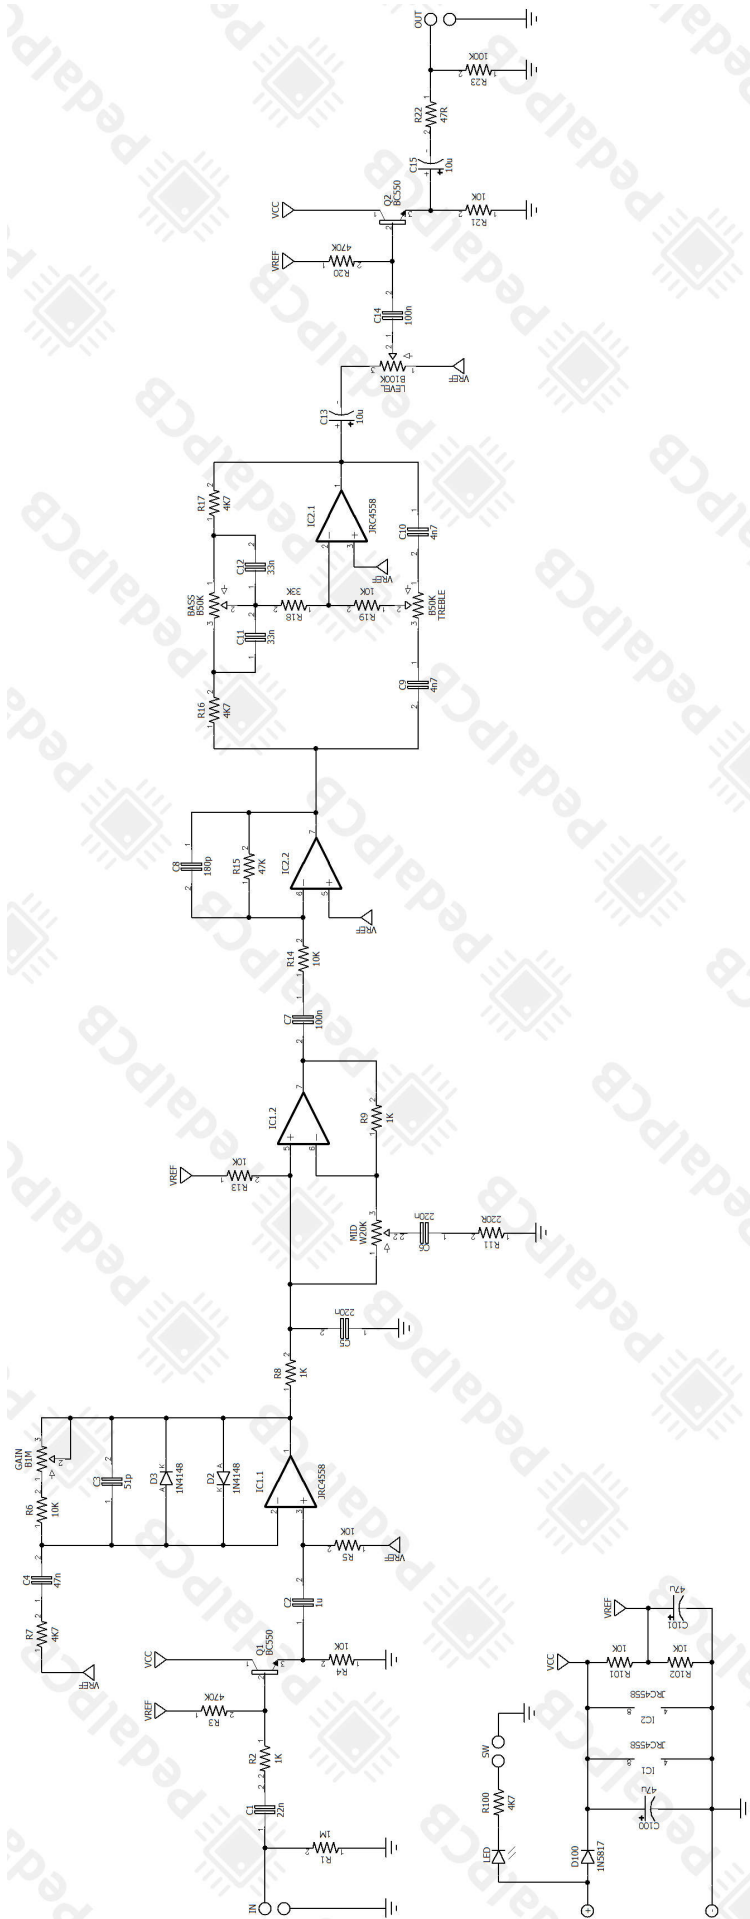 IN
R1
1M
C1
22n
R2
1K
VREF
R3
470K
VCC
Q1
BC550
R4
10K
C2
1u
R5
10K
VREF
VREF
R7
4K7
C4
47n
R6
10K
GAIN
B1M
C3
51p
D3
1N4148
D2
1N4148
IC1.1
JRC4558
R8
1K
C5
220n
VREF
R13
10K
MID
W20K
220n
R11
220R
IC1.2
R9
1K
C7
100n
R14
10K
C8
180p
R15
47K
IC2.2
VREF
R16
4K7
BASS
B50K
C11
33n
C12
33n
R17
4K7
R18
33K
R19
10K
IC2.1
JRC4558
VREF
C9
4n7
B50K
TREBLE
C10
4n7
C13
10u
LEVEL
B100K
VREF
C14
100n
VREF
R20
470K
VCC
Q2
BC550
R21
10K
C15
10u
R22
47R
R23
100K
OUT
LED
R100
4K7
SW
D100
1N5817
C100
47u
IC1
JRC4558
IC2
JRC4558
VCC
R101
10K
R102
10K
VREF
C101
47u
PedalPCB